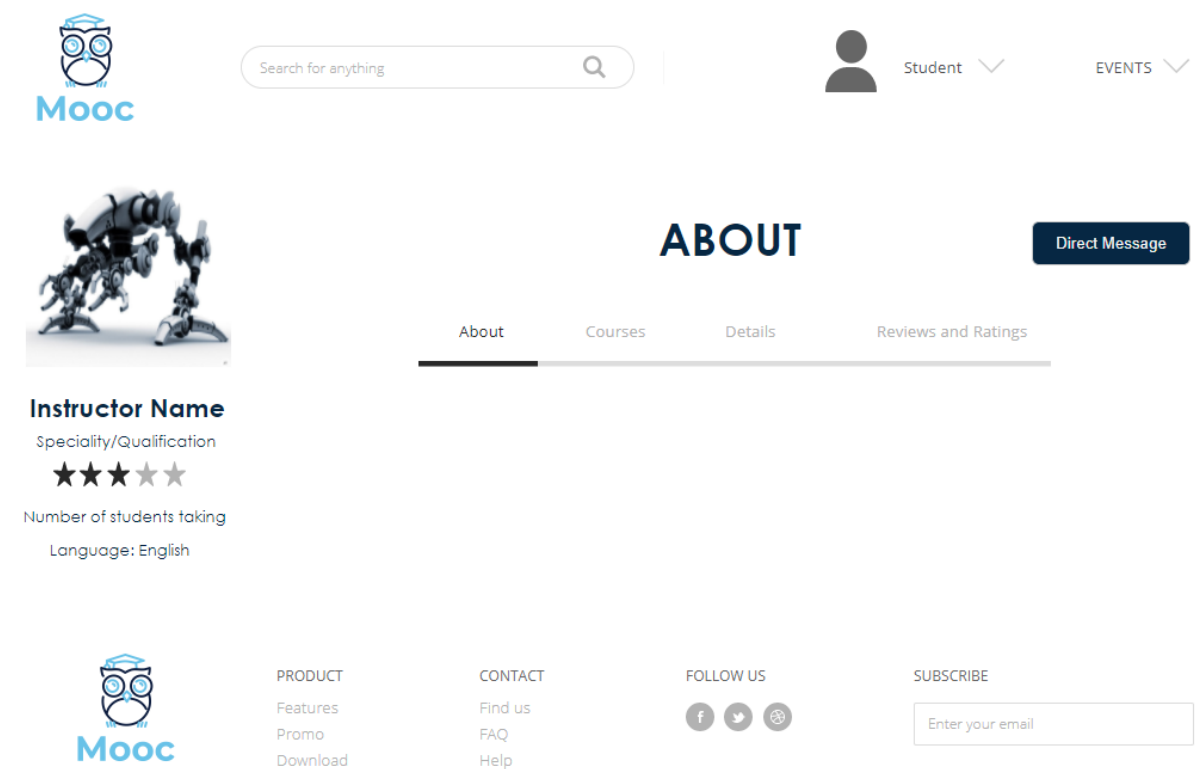 Mooc
Search for anything
Student
EVENTS
ABOUT
Direct Message
About
Courses
Details
Reviews and Ratings
Instructor Name
Speciality/Qualification
Number of students taking
Language: English
Mooc
PRODUCT
Features
Promo
Download
CONTACT
Find us
FAQ
Help
FOLLOW US
SUBSCRIBE
Enter your email